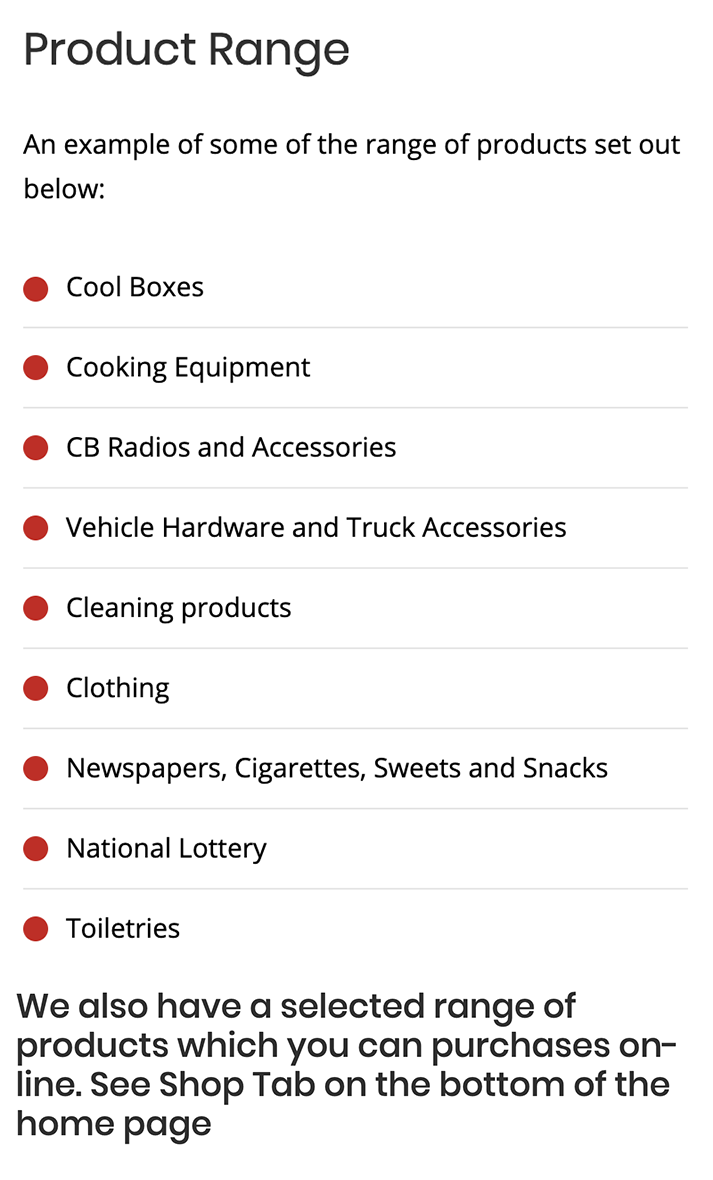 Product Range
An example of some of the range of products set out
below:
Cool Boxes
Cooking Equipment
CB Radios and Accessories
Vehicle Hardware and Truck Accessories
Cleaning products
Clothing
Newspapers, Cigarettes, Sweets and Snacks
National Lottery
Toiletries
We also have a selected range of
products which you can purchases on-
line. See Shop Tab on the bottom of the
home page